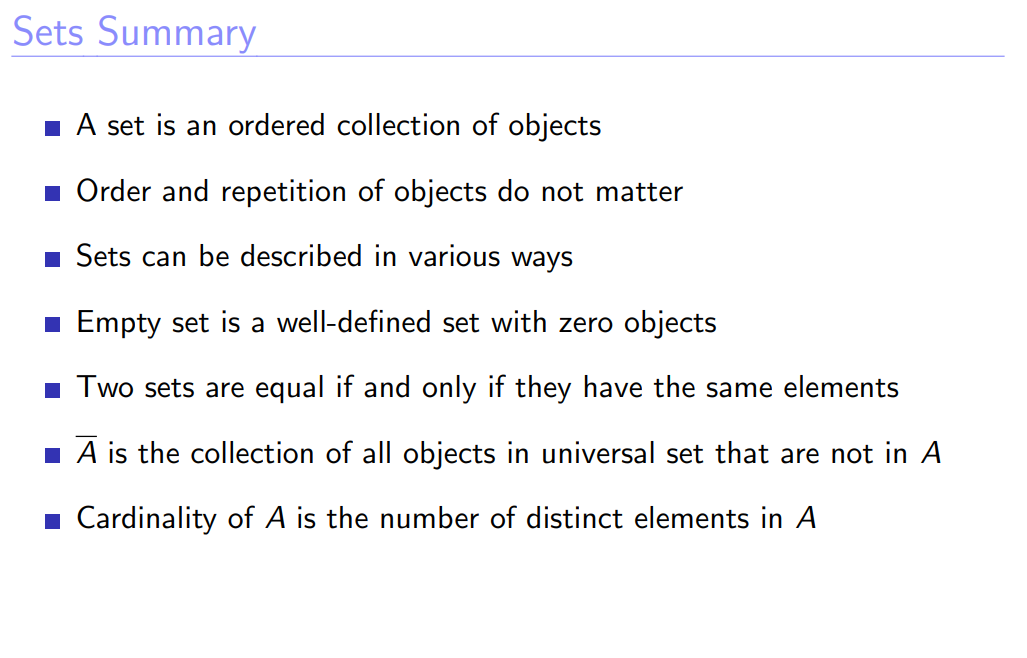 Sets Summary
A set is an ordered collection of objects
Order and repetition of objects do not matter
Sets can be described in various ways
Empty set is a well-defined set with zero objects
Two sets are equal if and only if they have the same elements
A̅ is the collection of all objects in universal set that are not in A
Cardinality of A is the number of distinct elements in A